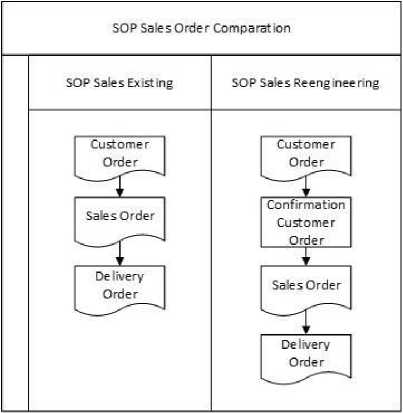 SOP Sales Order Comparation
SOP Sales Existing
SOP Sales Reengineering
Customer
Order
Sales Order
Delivery
Order
Customer
Order
Confirmation
Customer
Order
Sales Order
Delivery
Order